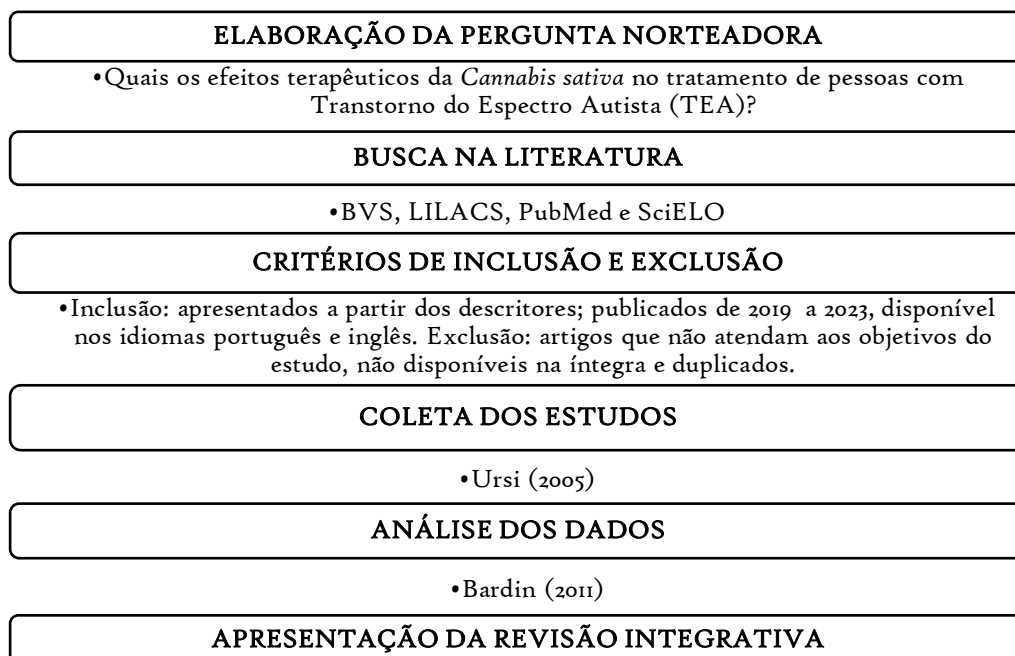 ELABORAÇÃO DA PERGUNTA NORTEADORA
•Quais os efeitos terapêuticos da Cannabis sativa no tratamento de pessoas com
Transtorno do Espectro Autista (TEA)?
BUSCA NA LITERATURA
•BVS, LILACS, PubMed e SciELO
CRITÉRIOS DE INCLUSÃO E EXCLUSÃO
•Inclusão: apresentados a partir dos descritores; publicados de 2019 a 2023, disponível
nos idiomas português e inglês. Exclusão: artigos que não atendam aos objetivos do
estudo, não disponíveis na íntegra e duplicados.
COLETA DOS ESTUDOS
•Ursi (2005)
ANÁLISE DOS DADOS
•Bardin (2011)
APRESENTAÇÃO DA REVISÃO INTEGRATIVA